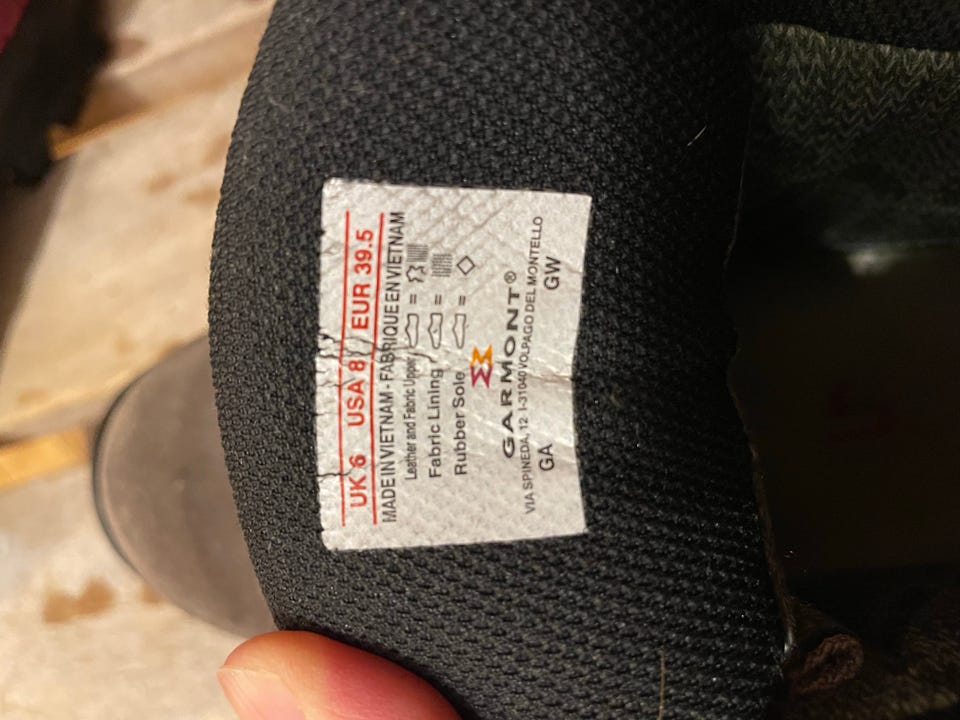 UK 6 USA 8 EUR 39.5
MADE IN VIETNAM - FABRIQUE EN VIETNAM
Leather and Fabric Upper =
Fabric Lining =
Rubber Sole =
GARMONT®
VIA SPINEDA, 12- I-31040 VOLPAGO DEL MONTELLO
GA GW